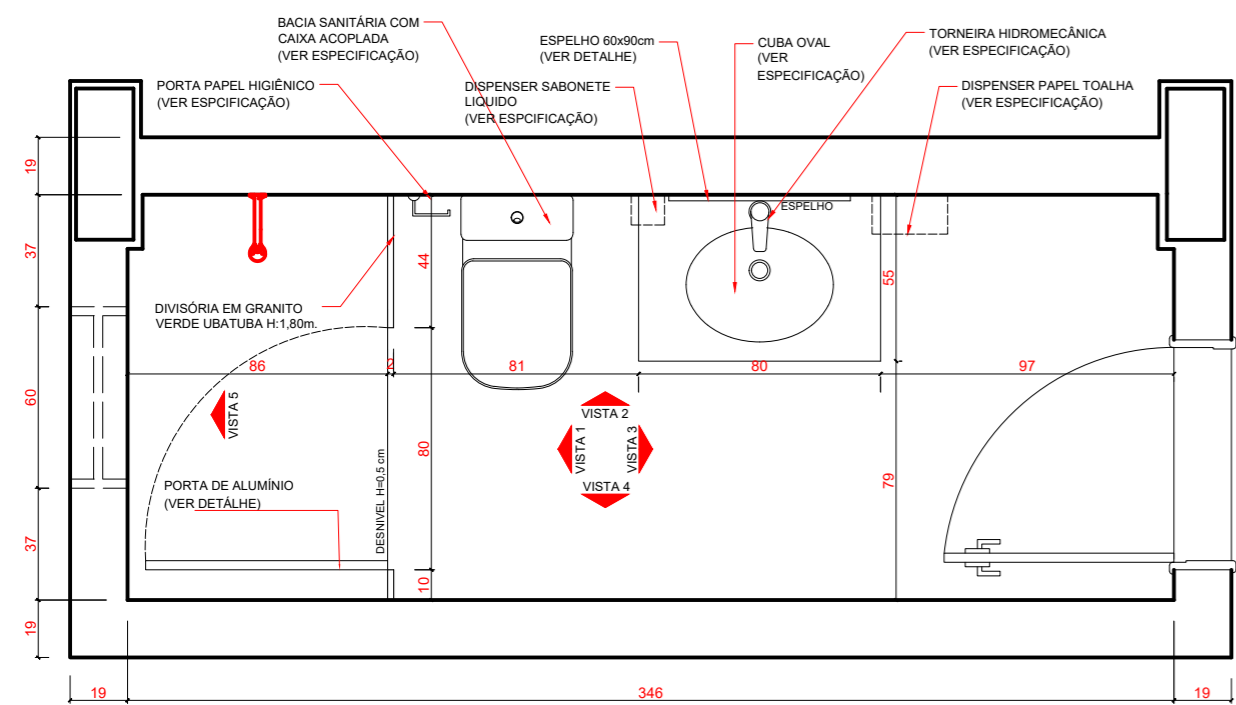 BACIA SANITÁRIA COM
CAIXA ACOPLADA
(VER ESPECIFICAÇÃO)
ESPELHO 60x90cm
(VER DETALHE)
CUBA OVAL
(VER
ESPECIFICAÇÃO)
TORNEIRA HIDROMECÂNICA
(VER ESPECIFICAÇÃO)
PORTA PAPEL HIGIÊNICO
(VER ESPCIFICAÇÃO)
DISPENSER SABONETE
LIQUIDO
(VER ESPCIFICAÇÃO)
DISPENSER PAPEL TOALHA
(VER ESPECIFICAÇÃO)
19
37
60
37
19
ESPELHO
44
55
DIVISÓRIA EM GRANITO
VERDE UBATUBA H:1,80m.
86
2
81
80
97
VISTA 5
VISTA 2
VISTA 1
VISTA 3
VISTA 4
80
79
PORTA DE ALUMÍNIO
(VER DETÁLHE)
DESNIVEL H=0,5 cm
10
19
346
19